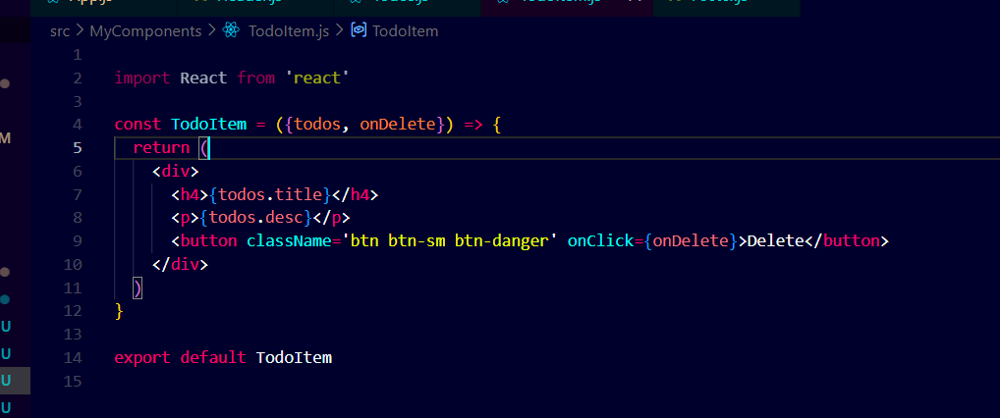 src > MyComponents > TodoItem.js > TodoItem
1
2 import React from 'react'
3
4 const TodoItem = ({todos, onDelete}) => {
5 return (
6 <div>
7 <h4>{todos.title}</h4>
8 <p>{todos.desc}</p>
9 <button className='btn btn-sm btn-danger' onClick={onDelete}>Delete</button>
10 </div>
11 )
12 }
13
14 export default TodoItem
15
M
U
U
U
U